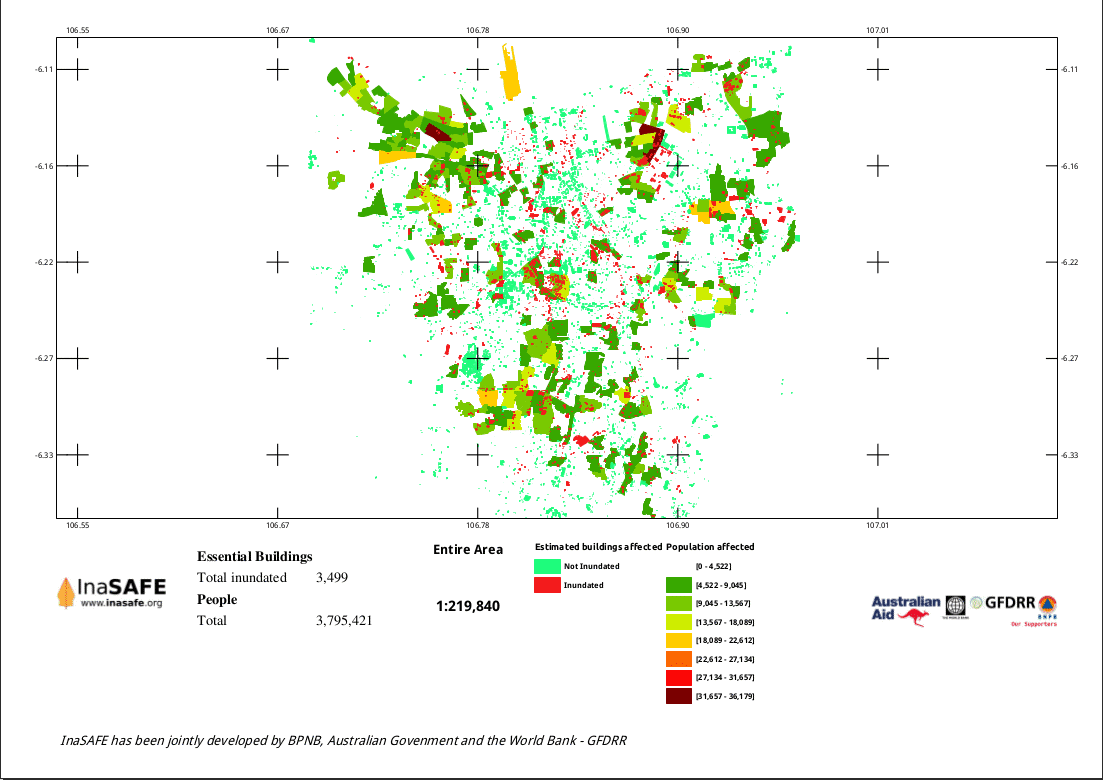 106.55 106.67 106.78 106.90 107.01
-6.11 -6.11
-6.16 -6.16
-6.22 -6.22
-6.27 -6.27
-6.33 -6.33
106.55 106.67 106.78 106.90 107.01
InaSAFE
www.inasafe.org
Essential Buildings
Total inundated 3,499
People
Total 3,795,421
Entire Area
1:219,840
Estimated buildings affected
Not Inundated
Inundated
Population affected
[0 - 4,522]
[4,522 - 9,045]
[9,045 - 13,567]
[13,567 - 18,089]
[18,089 - 22,612]
[22,612 - 27,134]
[27,134 - 31,657]
[31,657 - 36,179]
Australian
Aid
THE WORLD BANK
GFDRR
BNPB
Our Supporters
InaSAFE has been jointly developed by BPNB, Australian Govenment and the World Bank - GFDRR